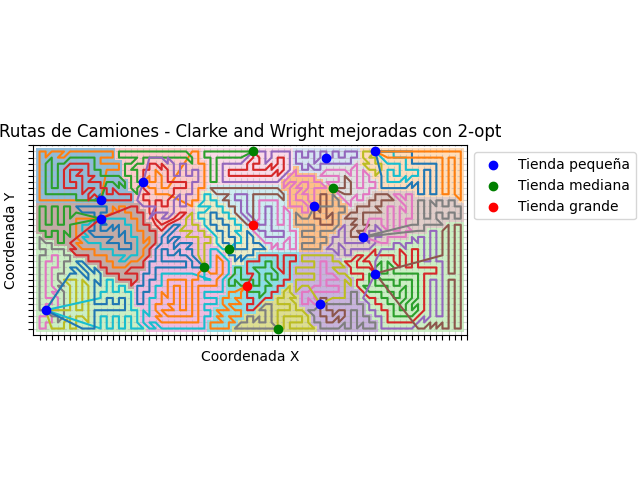 Rutas de Camiones - Clarke and Wright mejoradas con 2-opt
Coordenada Y
Coordenada X
Tienda pequeña
Tienda mediana
Tienda grande